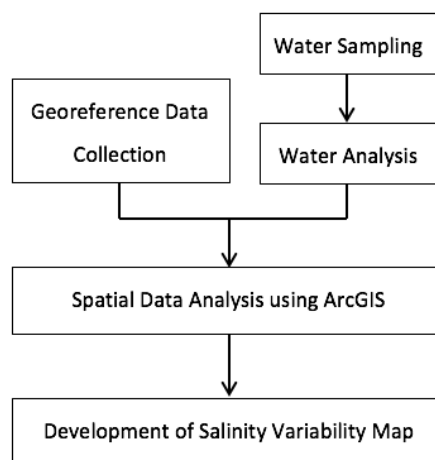 Water Sampling
Georeference Data
Collection
Water Analysis
Spatial Data Analysis using ArcGIS
Development of Salinity Variability Map